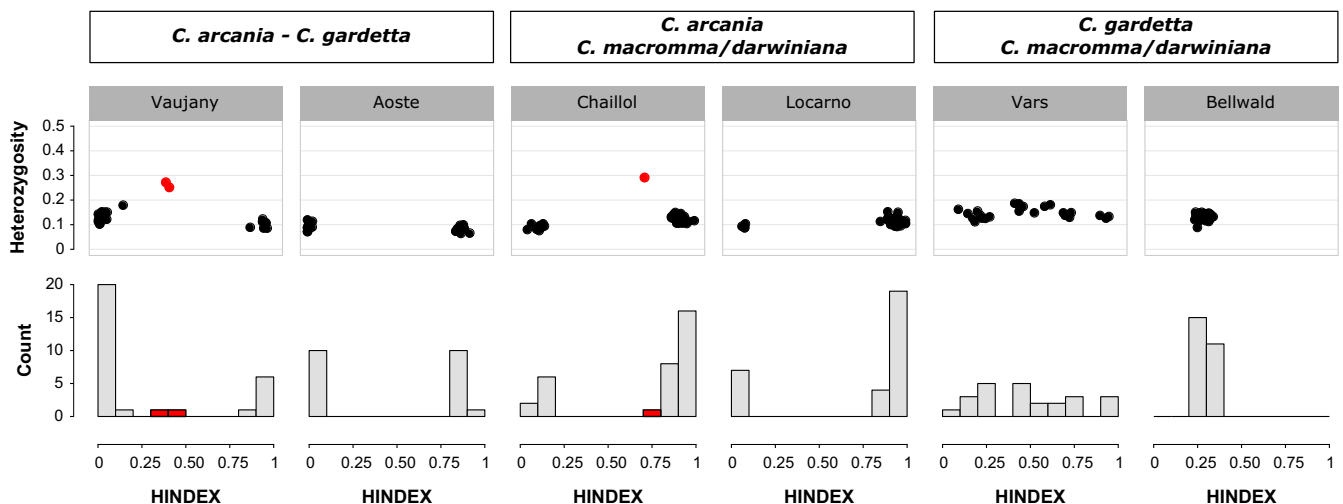 C. arcania - C. gardetta
C. arcania
C. macromma/darwiniana
C. gardetta
C. macromma/darwiniana
Vaujany Aoste Chaillol Locarno Vars Bellwald
Heterozygosity
0.5
0.4
0.3
0.2
0.1
0
Count
20
15
10
5
0
0 0.25 0.50 0.75 1 0 0.25 0.50 0.75 1 0 0.25 0.50 0.75 1 0 0.25 0.50 0.75 1 0 0.25 0.50 0.75 1 0 0.25 0.50 0.75 1
HINDEX HINDEX HINDEX HINDEX HINDEX HINDEX